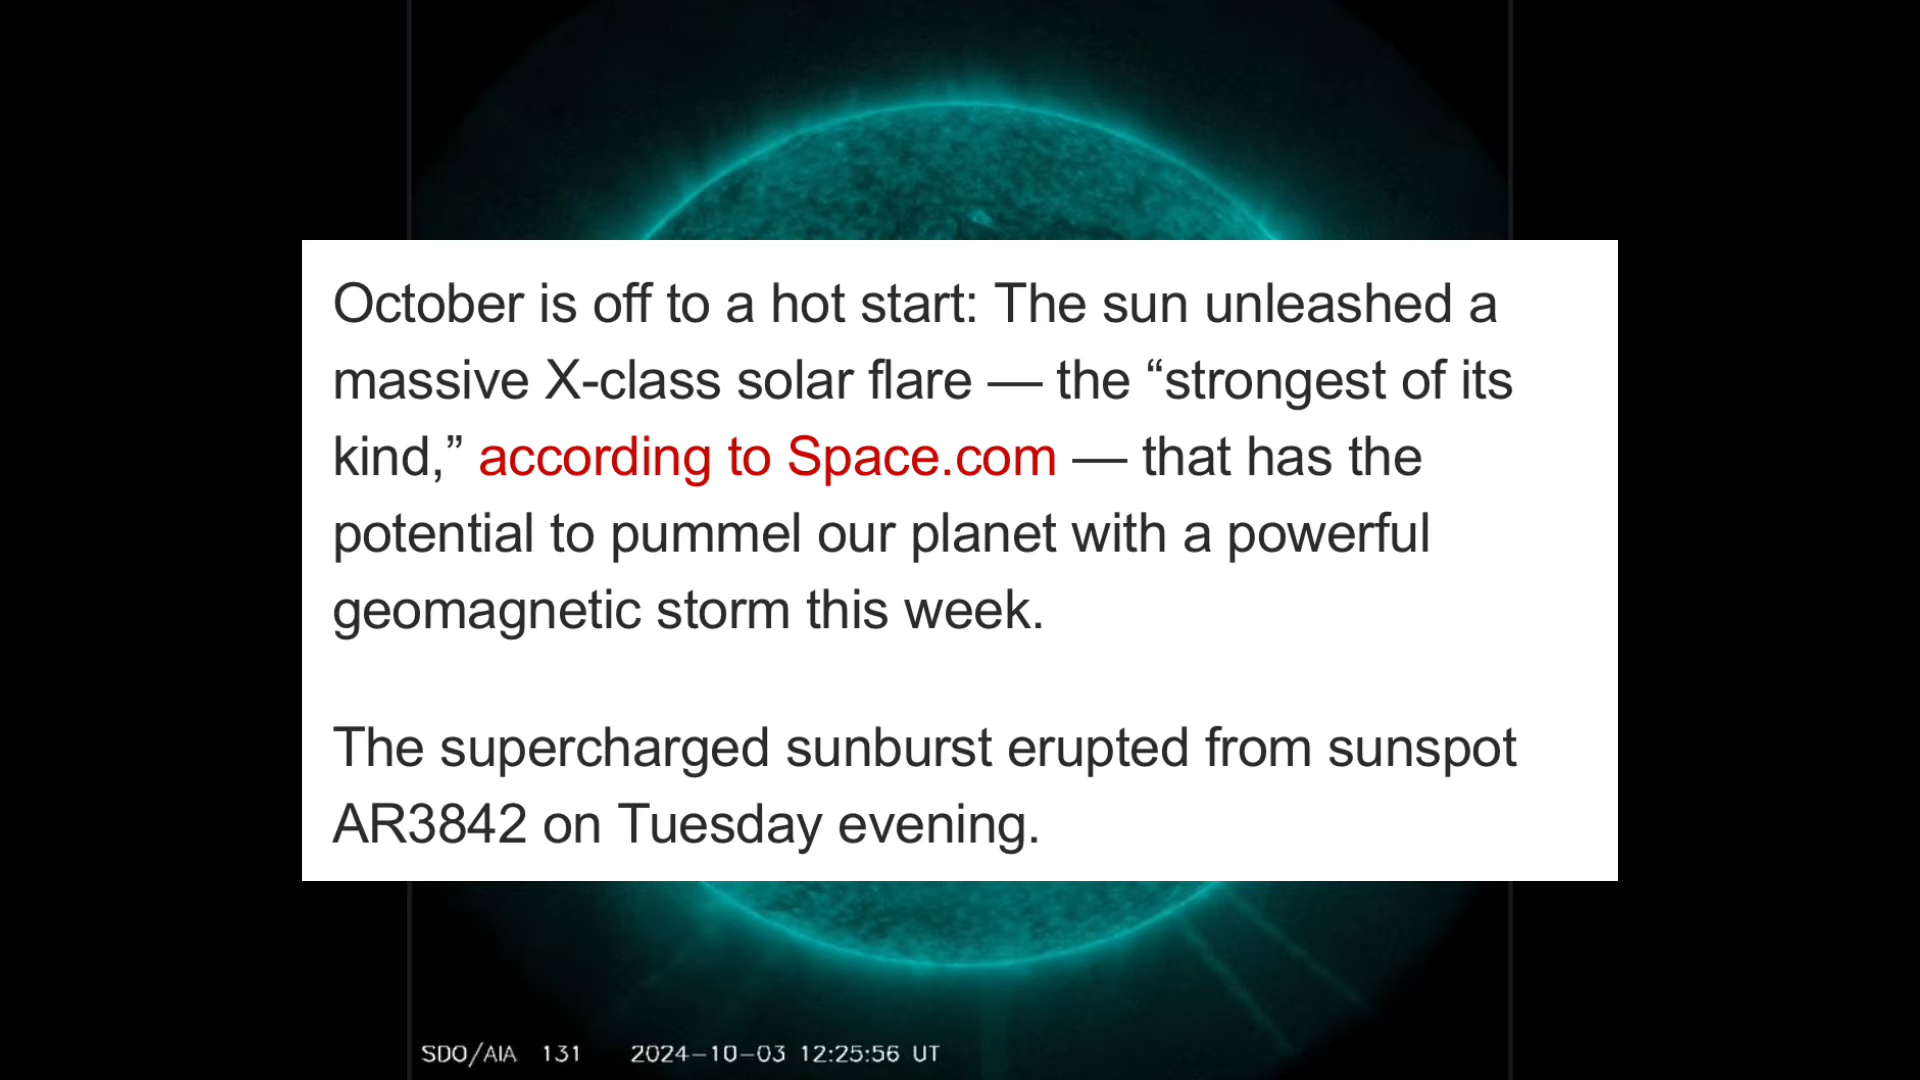 October is off to a hot start: The sun unleashed a
massive X-class solar flare — the “strongest of its
kind,” according to Space.com — that has the
potential to pummel our planet with a powerful
geomagnetic storm this week.
The supercharged sunburst erupted from sunspot
AR3842 on Tuesday evening.
SDO/AIA 131 2024-10-03 12:25:56 UT